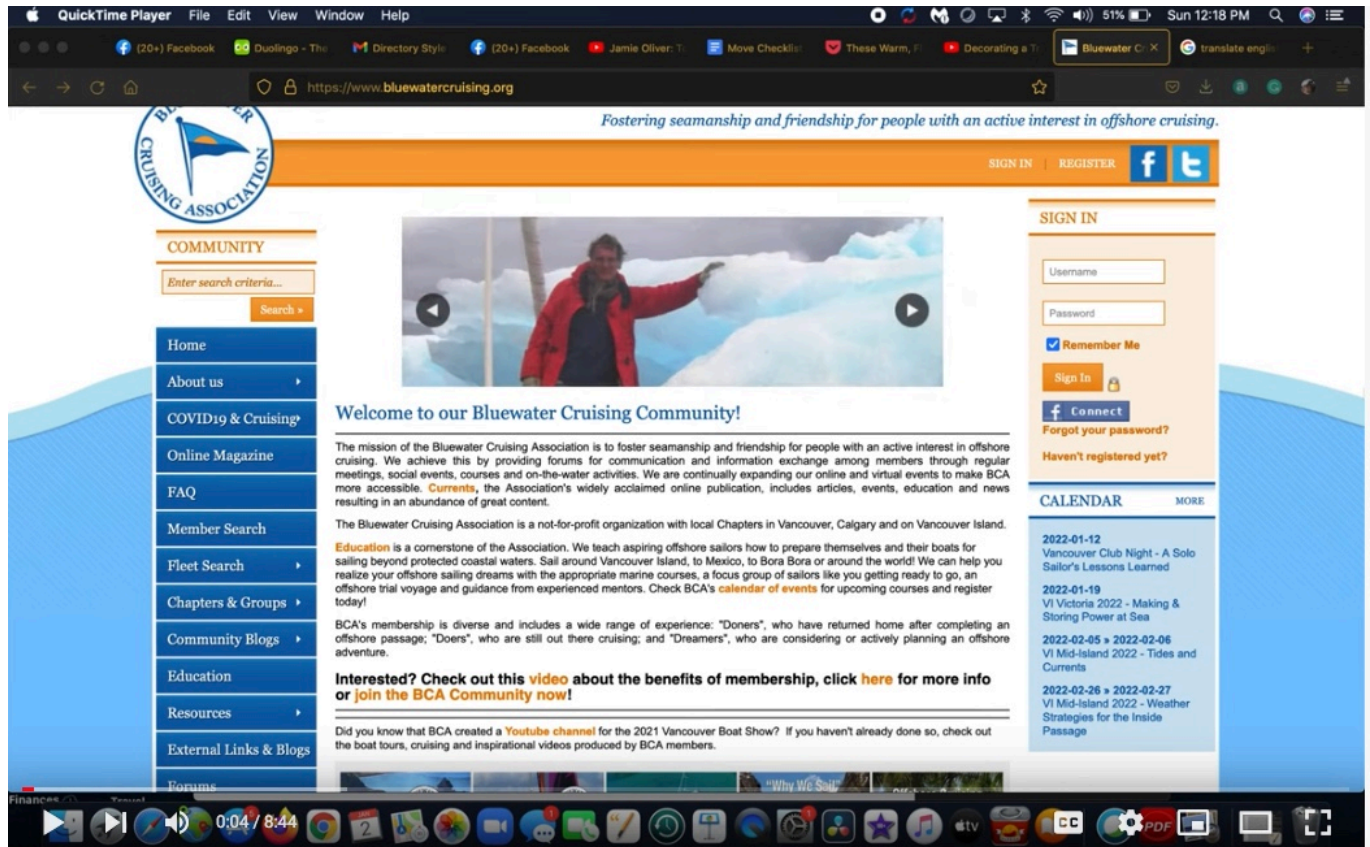 QuickTime Player File Edit View Window Help
51% Sun 12:18 PM
(20+) Facebook
Duolingo - The
Directory Style
(20+) Facebook
Jamie Oliver: T
Move Checklist
These Warm, F
Decorating a Tr
Bluewater Cr
translate englis
https://www.bluewatercruising.org
CRUISING ASSOCIATION
Fostering seamanship and friendship for people with an active interest in offshore cruising.
SIGN IN | REGISTER
COMMUNITY
Enter search criteria...
Search »
Home
About us
COVID19 & Cruising
Online Magazine
FAQ
Member Search
Fleet Search
Chapters & Groups
Community Blogs
Education
Resources
External Links & Blogs
Forums
Welcome to our Bluewater Cruising Community!
The mission of the Bluewater Cruising Association is to foster seamanship and friendship for people with an active interest in offshore
cruising. We achieve this by providing forums for communication and information exchange among members through regular
meetings, social events, courses and on-the-water activities. We are continually expanding our online and virtual events to make BCA
more accessible. Currents, the Association's widely acclaimed online publication, includes articles, events, education and news
resulting in an abundance of great content.
The Bluewater Cruising Association is a not-for-profit organization with local Chapters in Vancouver, Calgary and on Vancouver Island.
Education is a cornerstone of the Association. We teach aspiring offshore sailors how to prepare themselves and their boats for
sailing beyond protected coastal waters. Sail around Vancouver Island, to Mexico, to Bora Bora or around the world! We can help you
realize your offshore sailing dreams with the appropriate marine courses, a focus group of sailors like you getting ready to go, an
offshore trial voyage and guidance from experienced mentors. Check BCA's calendar of events for upcoming courses and register
today!
BCA's membership is diverse and includes a wide range of experience: "Doners", who have returned home after completing an
offshore passage; "Doers", who are still out there cruising; and "Dreamers", who are considering or actively planning an offshore
adventure.
Interested? Check out this video about the benefits of membership, click here for more info
or join the BCA Community now!
Did you know that BCA created a Youtube channel for the 2021 Vancouver Boat Show? If you haven't already done so, check out
the boat tours, cruising and inspirational videos produced by BCA members.
"Why We Sail"
SIGN IN
Username
Password
Remember Me
Sign In
f Connect
Forgot your password?
Haven't registered yet?
CALENDAR MORE
2022-01-12
Vancouver Club Night - A Solo
Sailor's Lessons Learned
2022-01-19
VI Victoria 2022 - Making &
Storing Power at Sea
2022-02-05 » 2022-02-06
VI Mid-Island 2022 - Tides and
Currents
2022-02-26 » 2022-02-27
VI Mid-Island 2022 - Weather
Strategies for the Inside
Passage
Finances Travel
0:04 / 8:44
JAN
2
tv
CC
PDF